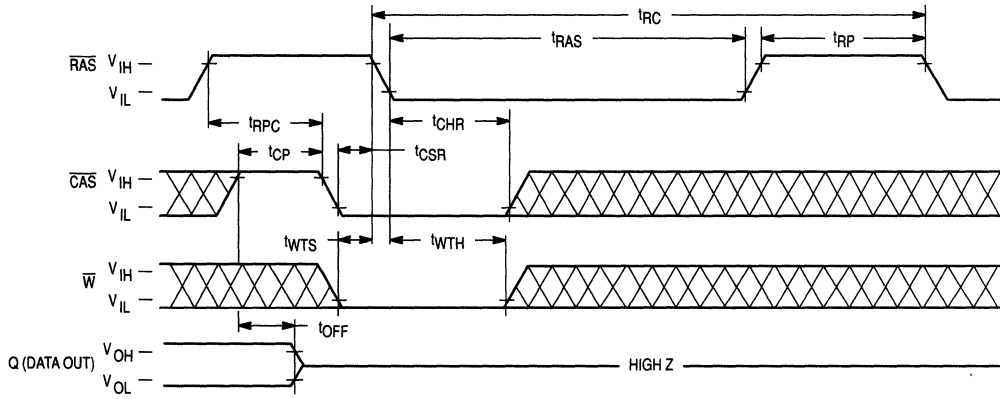 tRC
tRAS
tRP
RAS VIH
VIL
tRPC
tCHR
tCP
tCSR
CAS VIH
VIL
tWTS
tWTH
W VIH
VIL
tOFF
Q (DATA OUT) VOH
VOL
HIGH Z